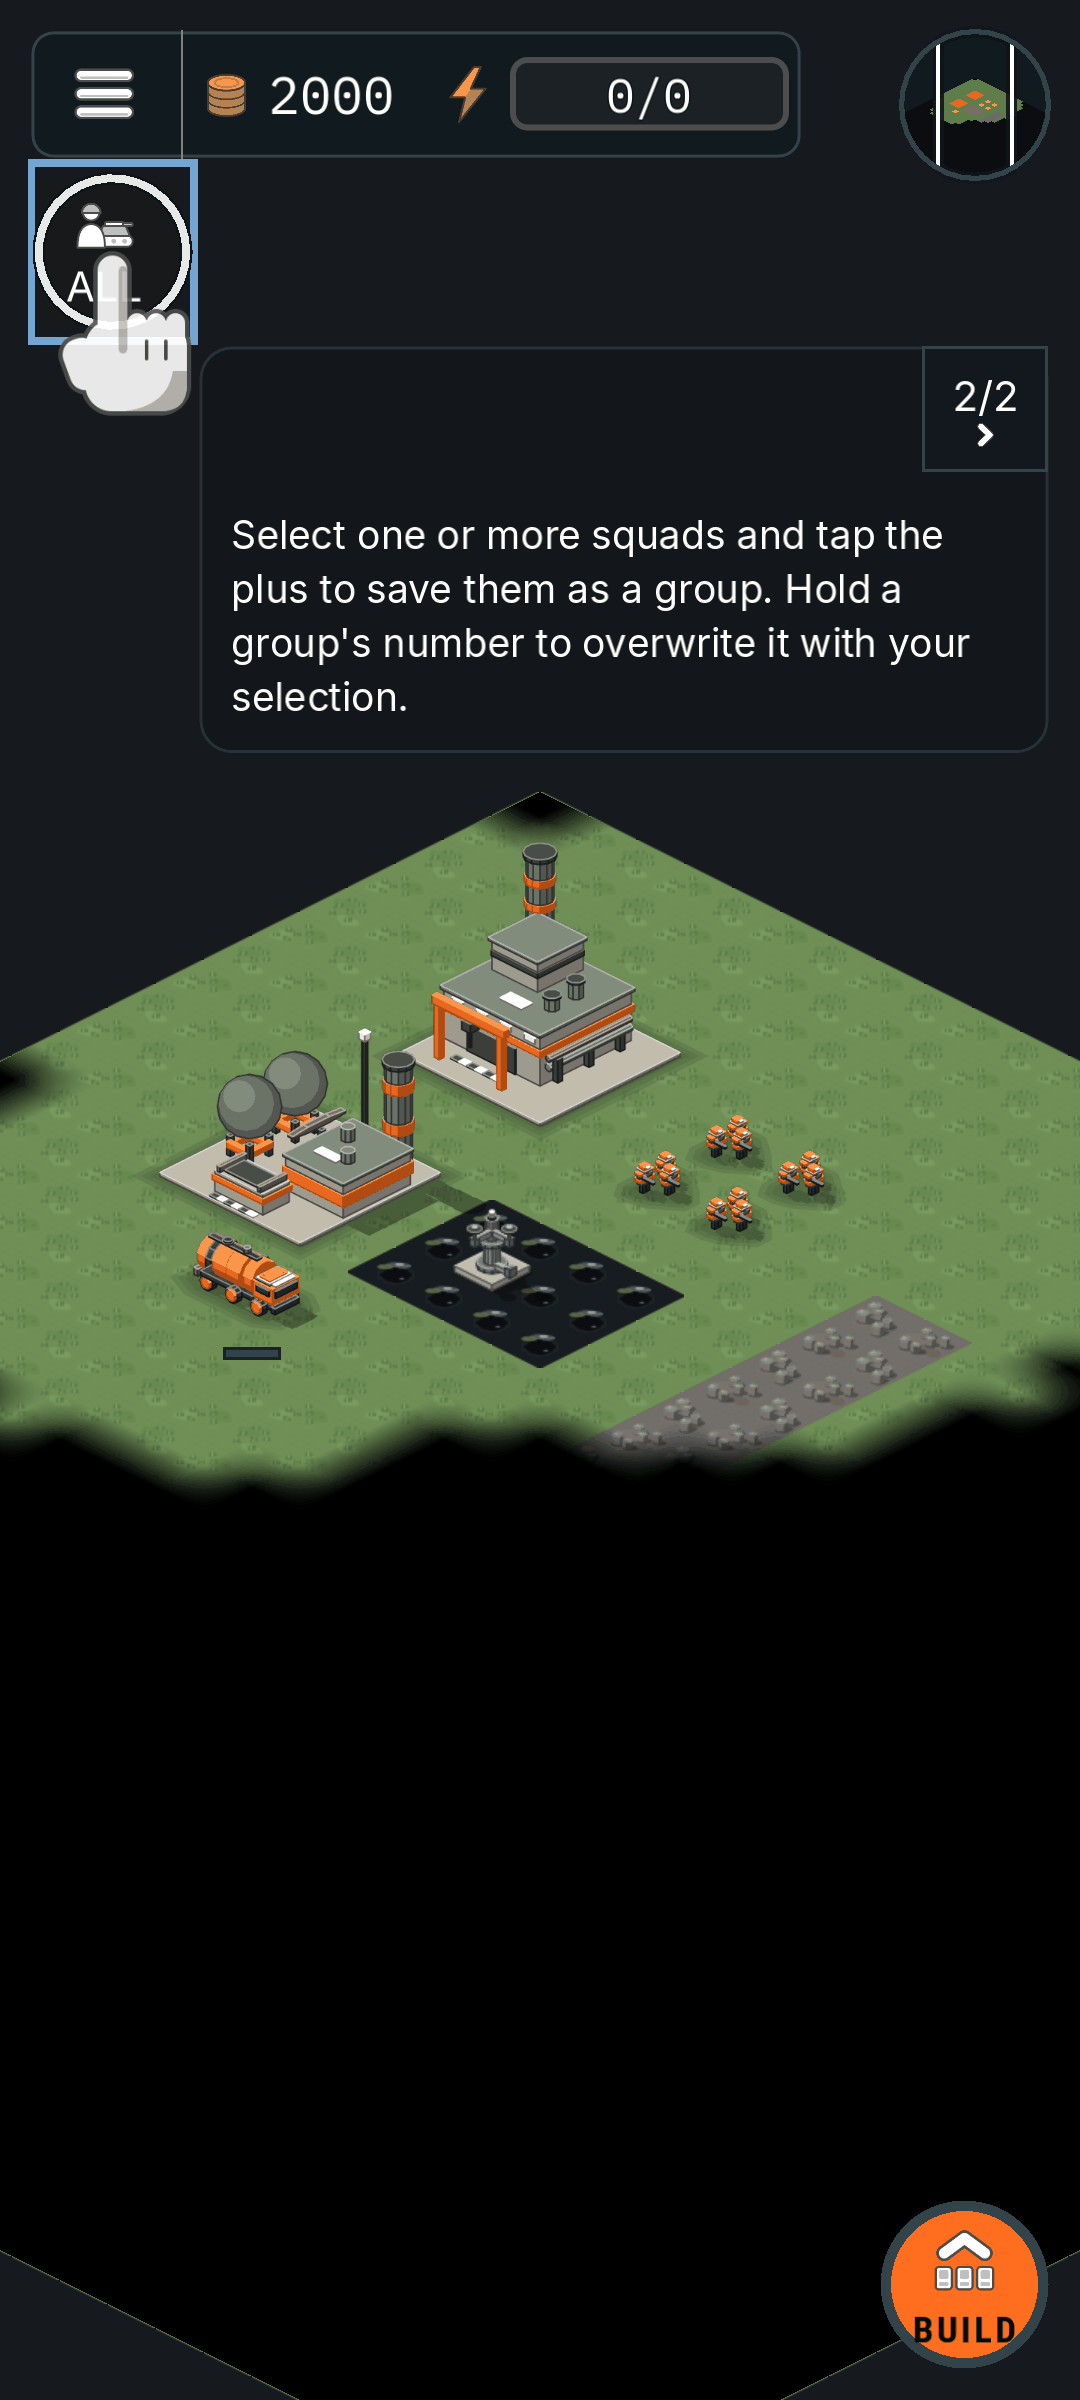 2000 0/0
ALL
2/2
Select one or more squads and tap the
plus to save them as a group. Hold a
group's number to overwrite it with your
selection.
BUILD